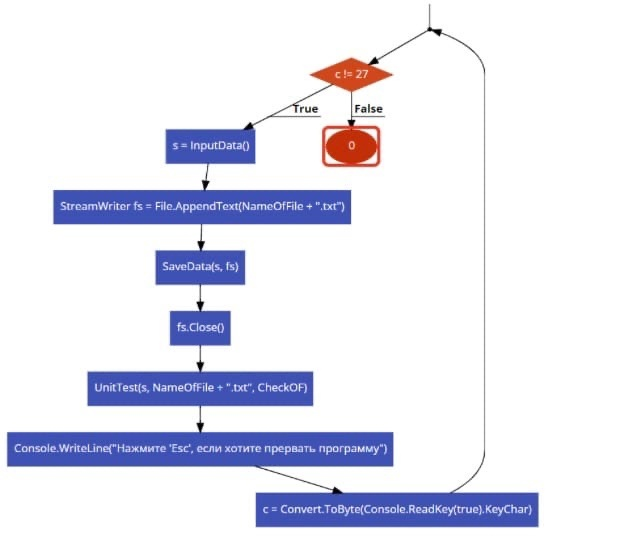 c != 27
True
False
s = InputData()
0
StreamWriter fs = File.AppendText(NameOfFile + ".txt")
SaveData(s, fs)
fs.Close()
UnitTest(s, NameOfFile + ".txt", CheckOF)
Console.WriteLine("Нажмите 'Esc', если хотите прервать программу")
c = Convert.ToByte(Console.ReadKey(true).KeyChar)